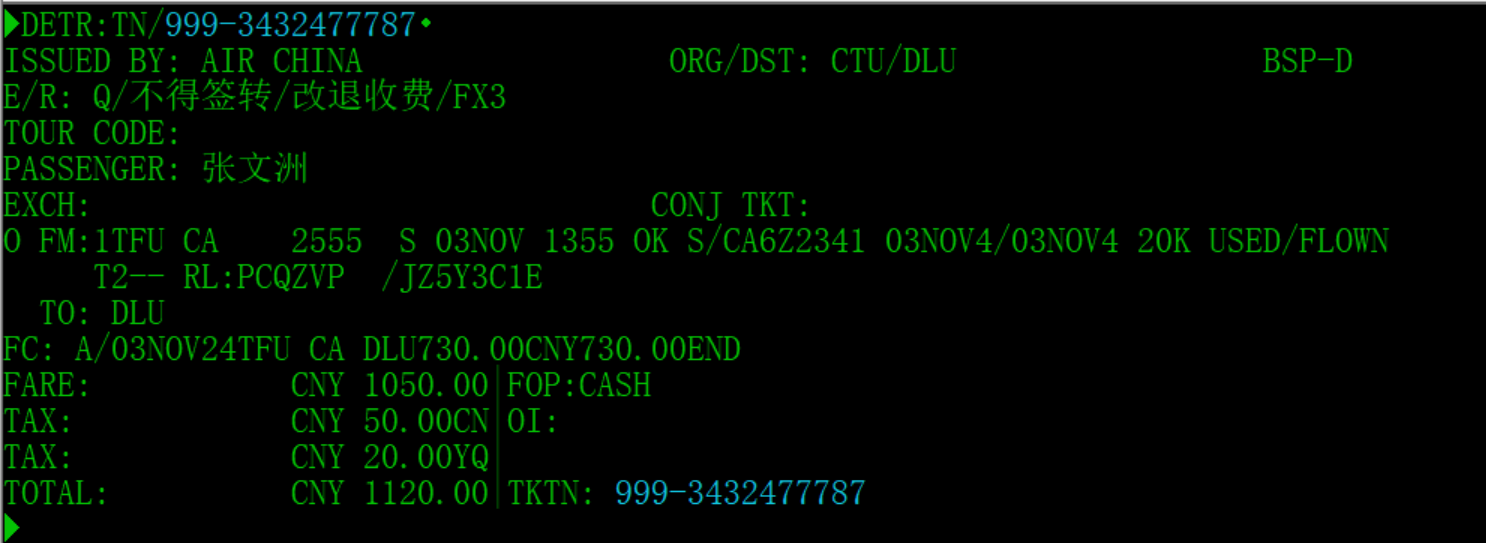 ▶DETR:TN/999-3432477787•
ISSUED BY: AIR CHINA ORG/DST: CTU/DLU BSP-D
E/R: Q/不得签转/改退收费/FX3
TOUR CODE:
PASSENGER: 张文洲
EXCH: CONJ TKT:
O FM:1TFU CA 2555 S 03NOV 1355 OK S/CA6Z2341 03NOV4/03NOV4 20K USED/FLOWN
T2-- RL:PCQZVP /JZ5Y3C1E
TO: DLU
FC: A/03NOV24TFU CA DLU730.00CNY730.00END
FARE: CNY 1050.00 FOP:CASH
TAX: CNY 50.00CN OI:
TAX: CNY 20.00YQ
TOTAL: CNY 1120.00 TKTN: 999-3432477787
▶